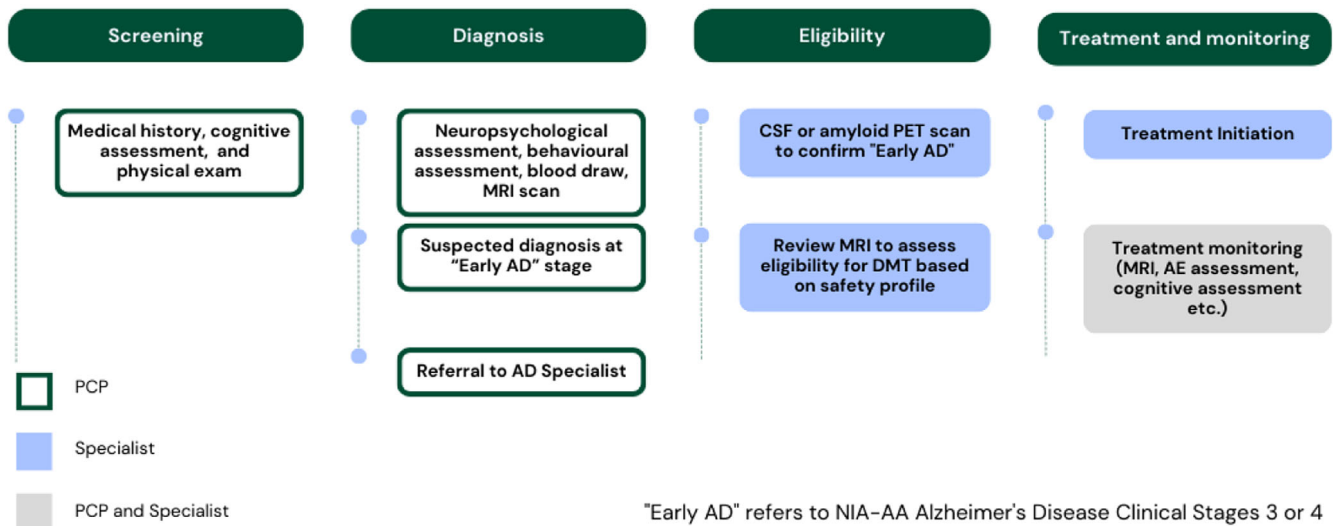 Screening
Medical history, cognitive
assessment, and
physical exam
Diagnosis
Neuropsychological
assessment, behavioural
assessment, blood draw,
MRI scan
Suspected diagnosis at
“Early AD” stage
Referral to AD Specialist
Eligibility
CSF or amyloid PET scan
to confirm "Early AD"
Review MRI to assess
eligibility for DMT based
on safety profile
Treatment and monitoring
Treatment Initiation
Treatment monitoring
(MRI, AE assessment,
cognitive assessment
etc.)
PCP
Specialist
PCP and Specialist
"Early AD" refers to NIA-AA Alzheimer's Disease Clinical Stages 3 or 4